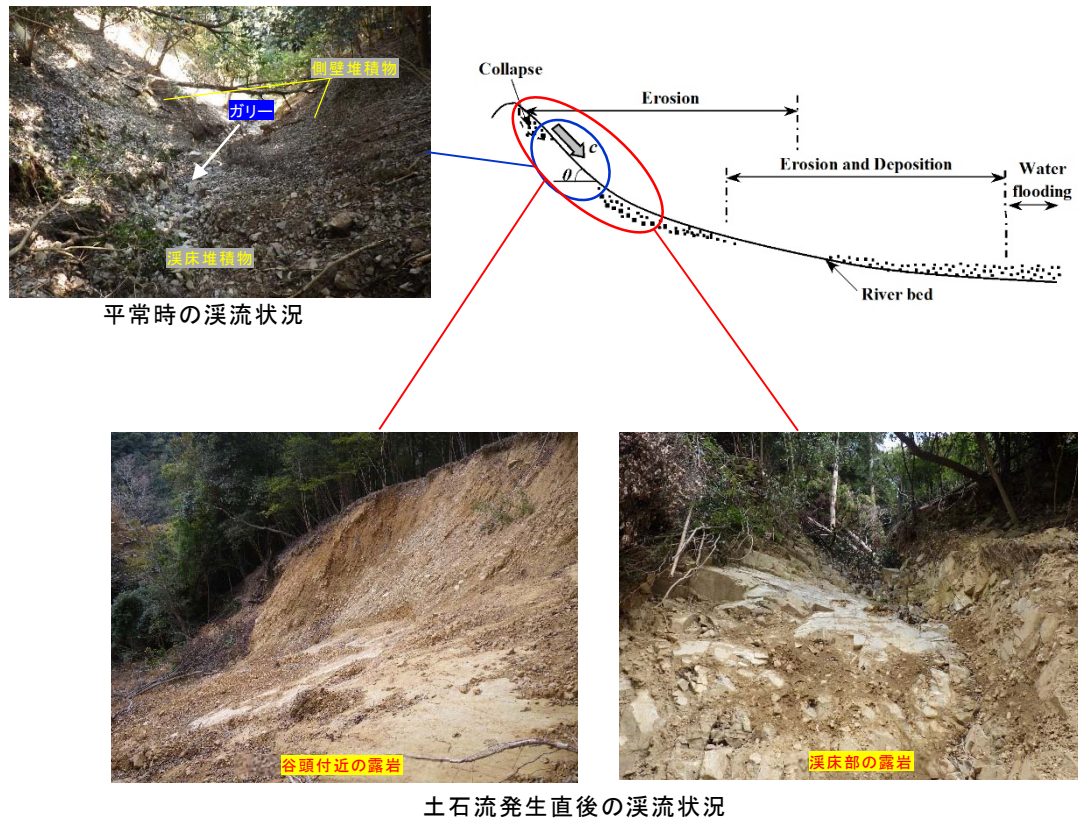 側壁堆積物
ガリー
渓床堆積物
平常時の渓流状況
Collapse
Erosion
c
θ
Erosion and Deposition
Water
flooding
River bed
谷頭付近の露岩
渓床部の露岩
土石流発生直後の渓流状況